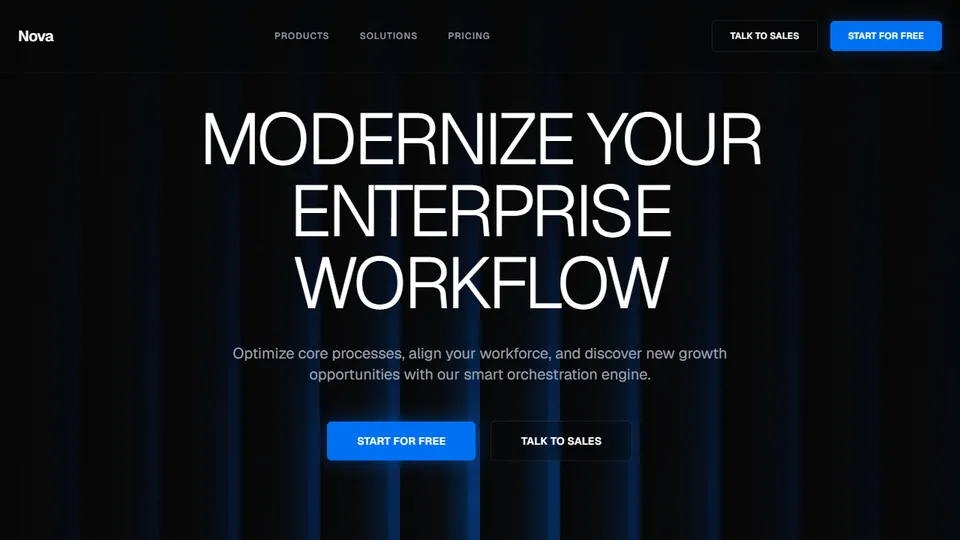 Nova
PRODUCTS
SOLUTIONS
PRICING
TALK TO SALES
START FOR FREE
MODERNIZE YOUR
ENTERPRISE
WORKFLOW
Optimize core processes, align your workforce, and discover new growth
opportunities with our smart orchestration engine.
START FOR FREE
TALK TO SALES